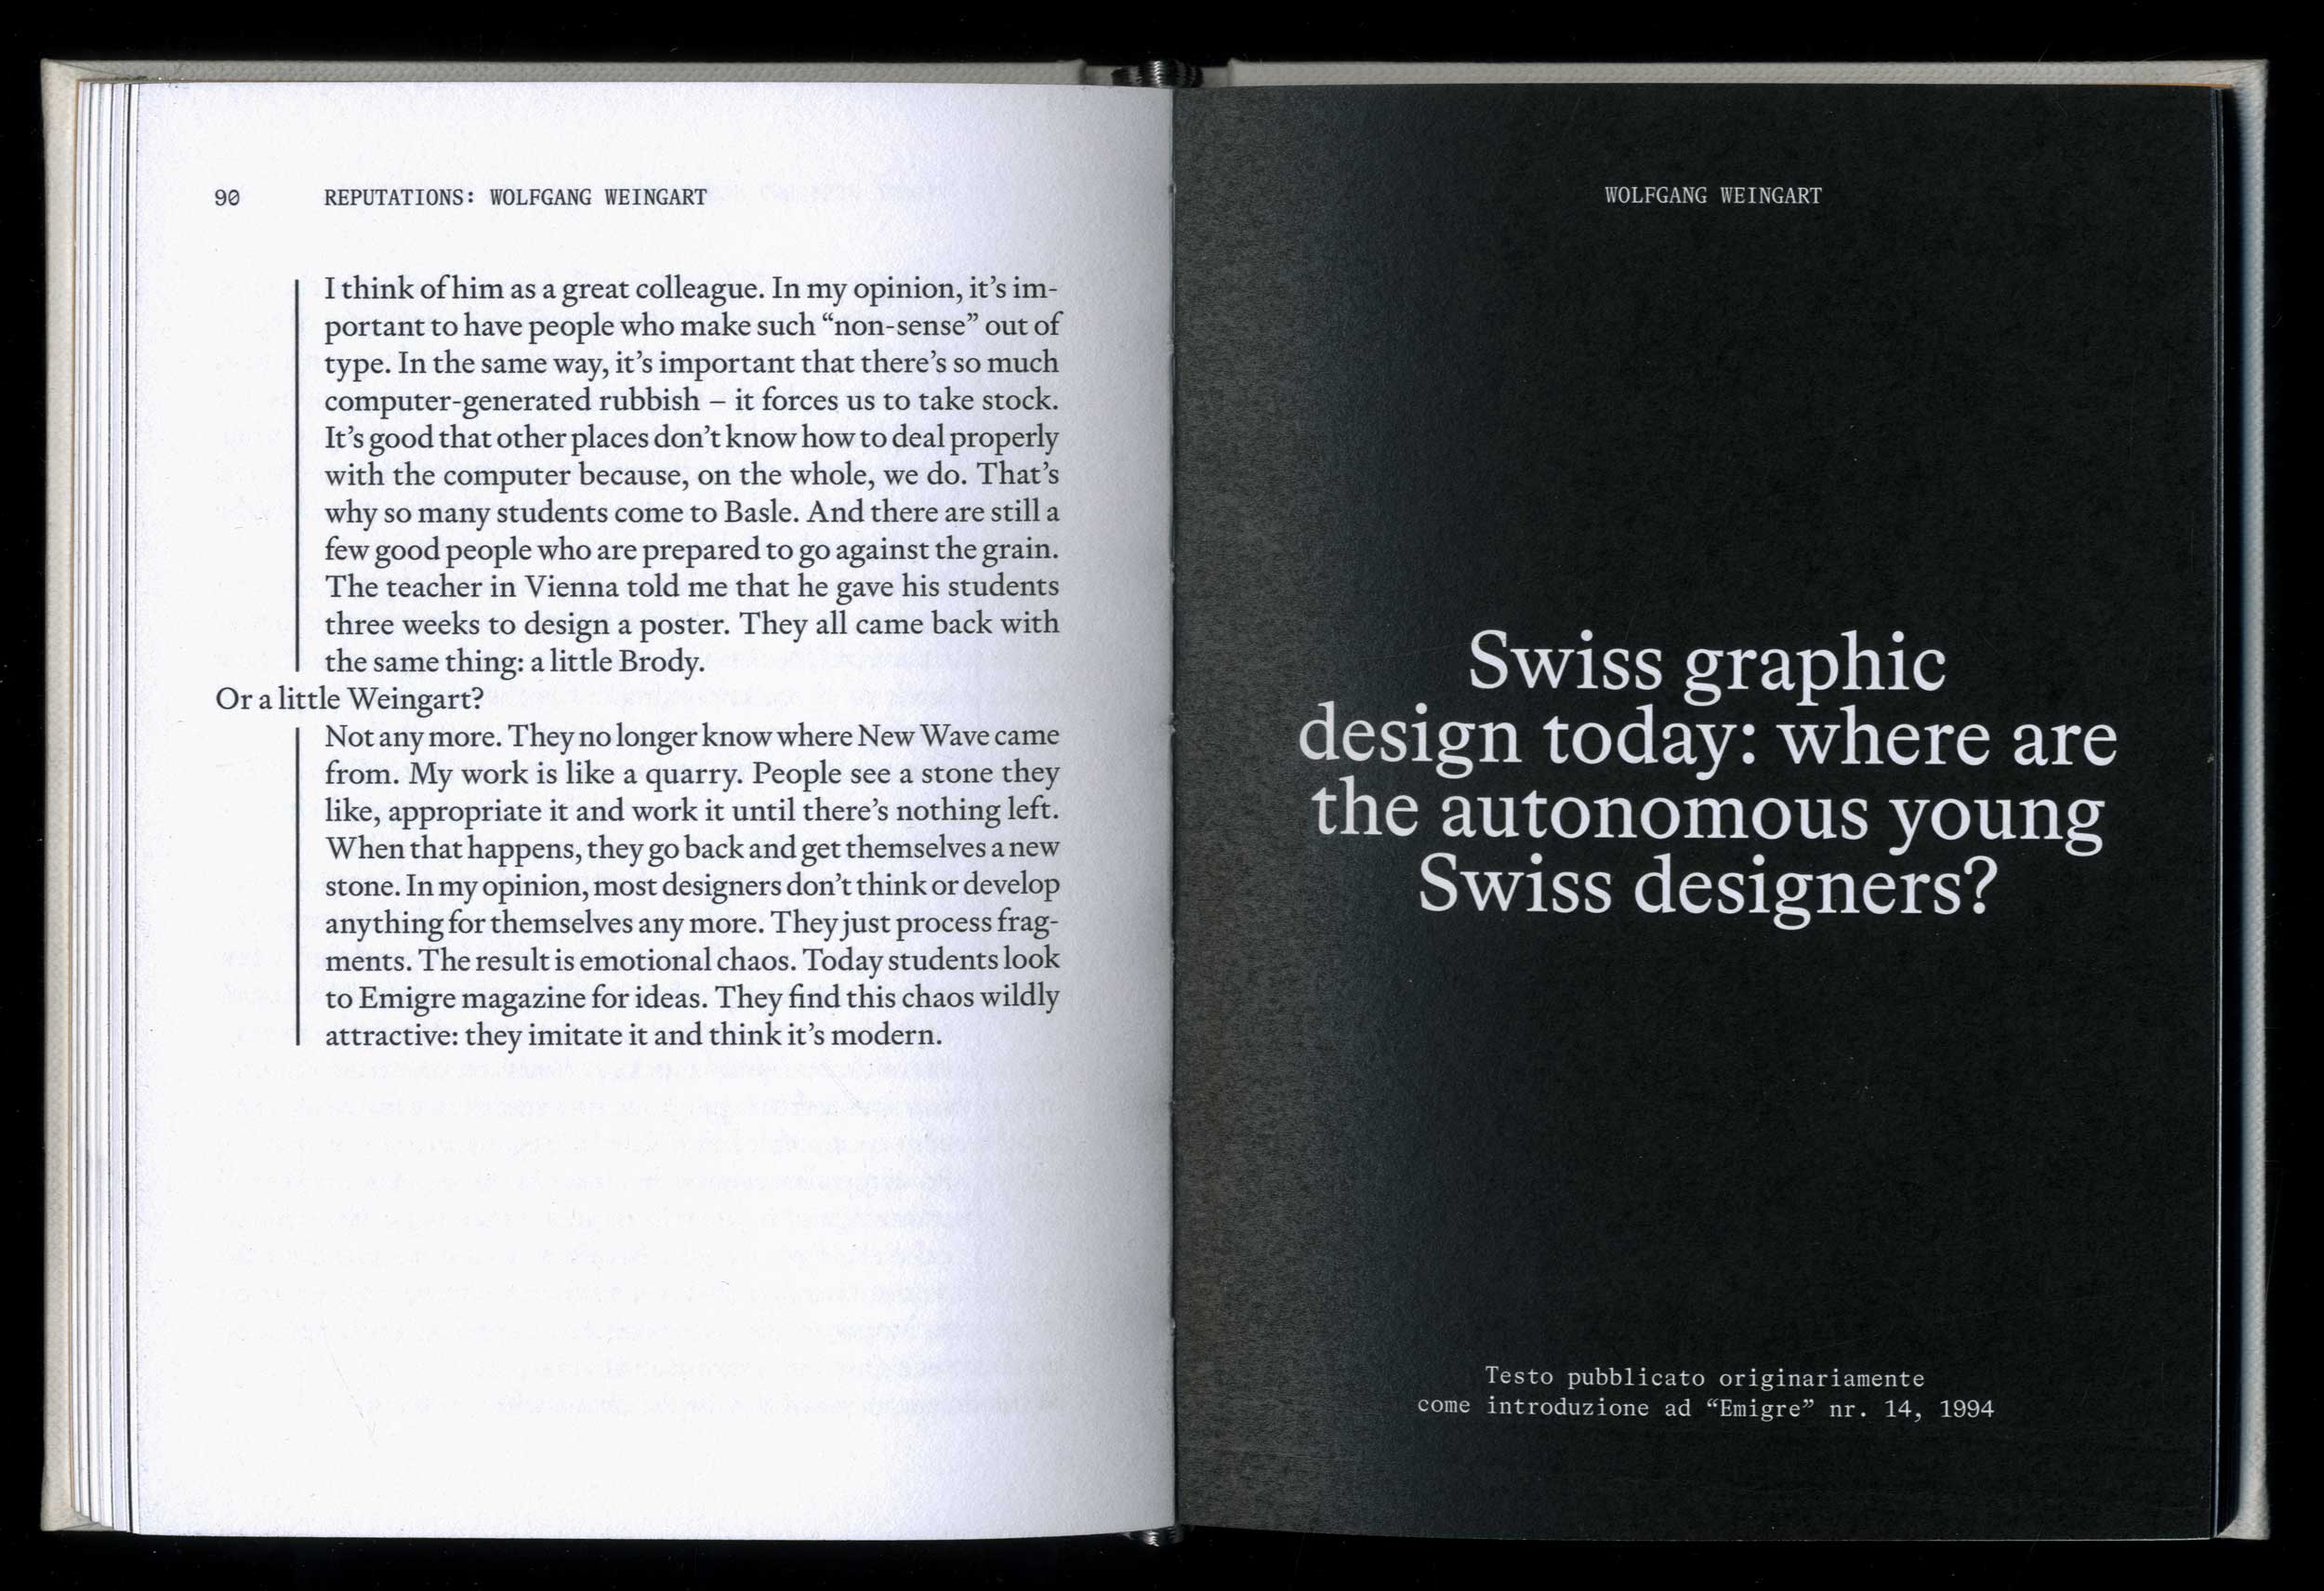 90 REPUTATIONS: WOLFGANG WEINGART
I think of him as a great colleague. In my opinion, it’s im-
portant to have people who make such “non-sense” out of
type. In the same way, it’s important that there’s so much
computer-generated rubbish – it forces us to take stock.
It’s good that other places don’t know how to deal properly
with the computer because, on the whole, we do. That’s
why so many students come to Basle. And there are still a
few good people who are prepared to go against the grain.
The teacher in Vienna told me that he gave his students
three weeks to design a poster. They all came back with
the same thing: a little Brody.
Or a little Weingart?
Not any more. They no longer know where New Wave came
from. My work is like a quarry. People see a stone they
like, appropriate it and work it until there’s nothing left.
When that happens, they go back and get themselves a new
stone. In my opinion, most designers don’t think or develop
anything for themselves any more. They just process frag-
ments. The result is emotional chaos. Today students look
to Emigre magazine for ideas. They find this chaos wildly
attractive: they imitate it and think it’s modern.
WOLFGANG WEINGART
Swiss graphic
design today: where are
the autonomous young
Swiss designers?
Testo pubblicato originariamente
come introduzione ad “Emigre” nr. 14, 1994